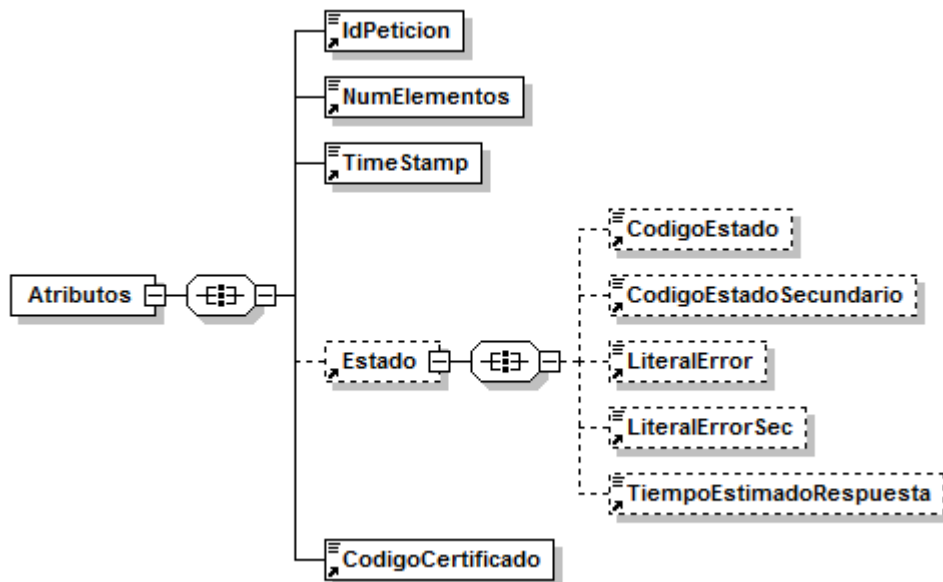 IdPeticion
NumElementos
TimeStamp
CodigoEstado
CodigoEstadoSecundario
Atributos
Estado
LiteralError
LiteralErrorSec
TiempoEstimadoRespuesta
CodigoCertificado